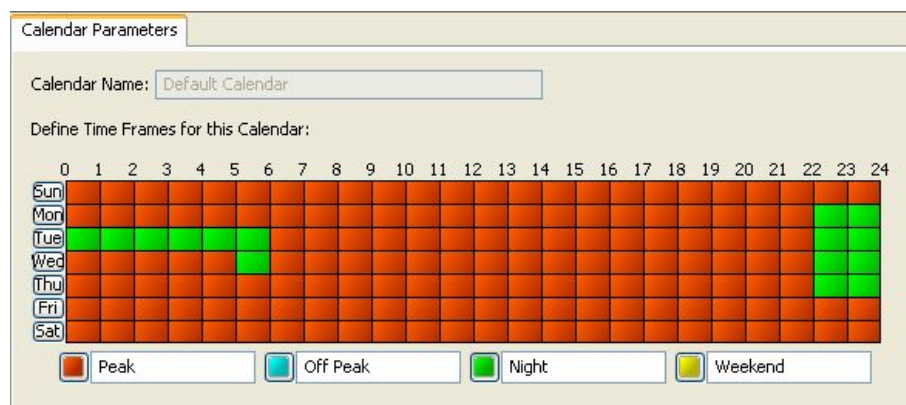 Calendar Parameters
Calendar Name: Default Calendar
Define Time Frames for this Calendar:
0 1 2 3 4 5 6 7 8 9 10 11 12 13 14 15 16 17 18 19 20 21 22 23 24
Sun
Mon
Tue
Wed
Thu
Fri
Sat
Peak Off Peak Night Weekend